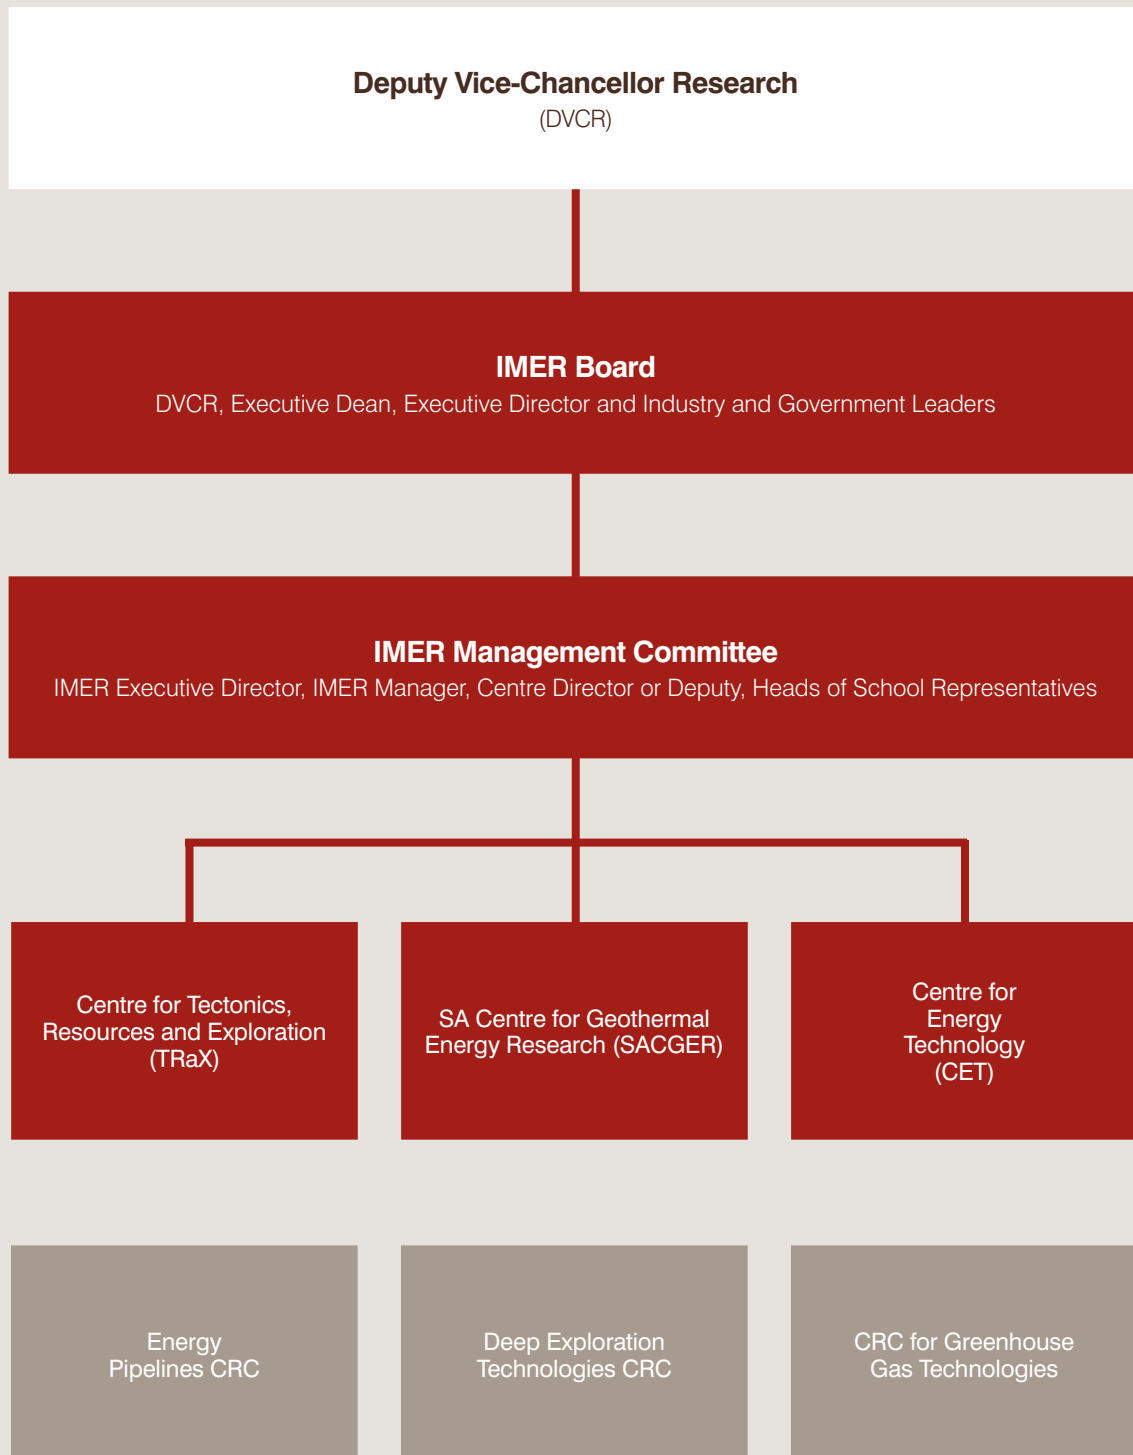 Deputy Vice-Chancellor Research
(DVCR)
IMER Board
DVCR, Executive Dean, Executive Director and Industry and Government Leaders
IMER Management Committee
IMER Executive Director, IMER Manager, Centre Director or Deputy, Heads of School Representatives
Centre for Tectonics,
Resources and Exploration
(TRaX)
SA Centre for Geothermal
Energy Research (SACGER)
Centre for
Energy
Technology
(CET)
Energy
Pipelines CRC
Deep Exploration
Technologies CRC
CRC for Greenhouse
Gas Technologies